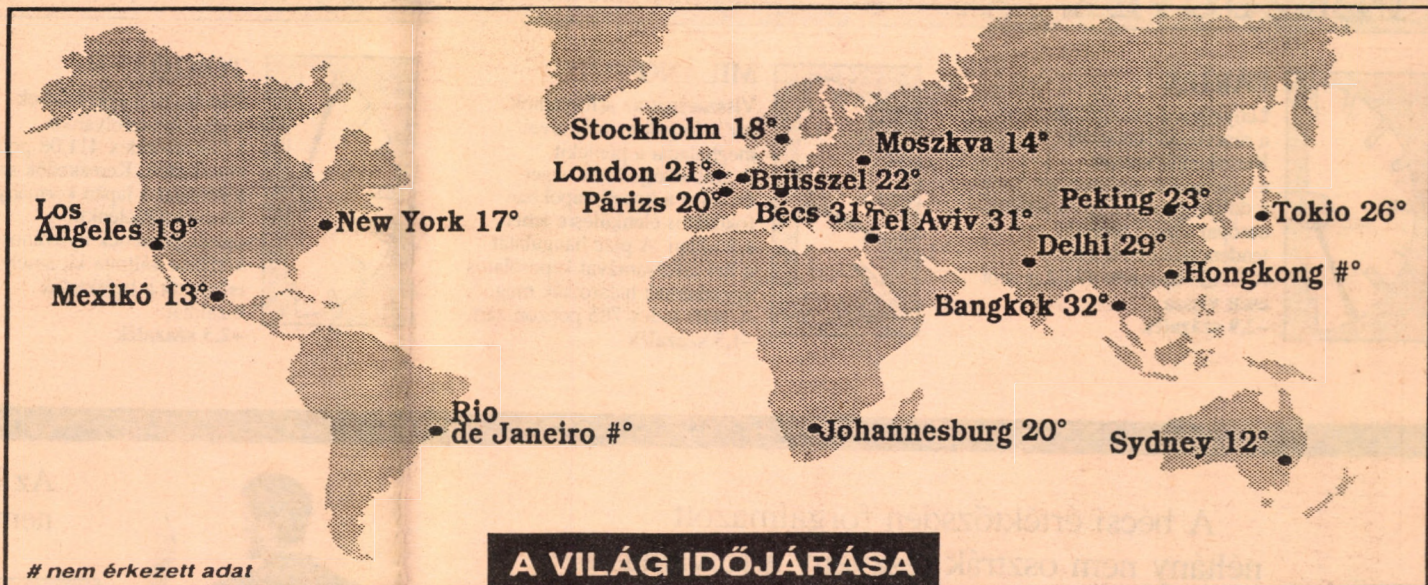 Stockholm 18°
Moszkva 14°
London 21°
Brüsszel 22°
Párizs 20°
Bécs 31°
Tel Aviv 31°
Peking 23°
Tokio 26°
Los
Angeles 19°
New York 17°
Delhi 29°
Hongkong #°
Mexikó 13°
Bangkok 32°
Rio
de Janeiro #°
Johannesburg 20°
Sydney 12°
# nem érkezett adat
A VILÁG IDŐJÁRÁSA